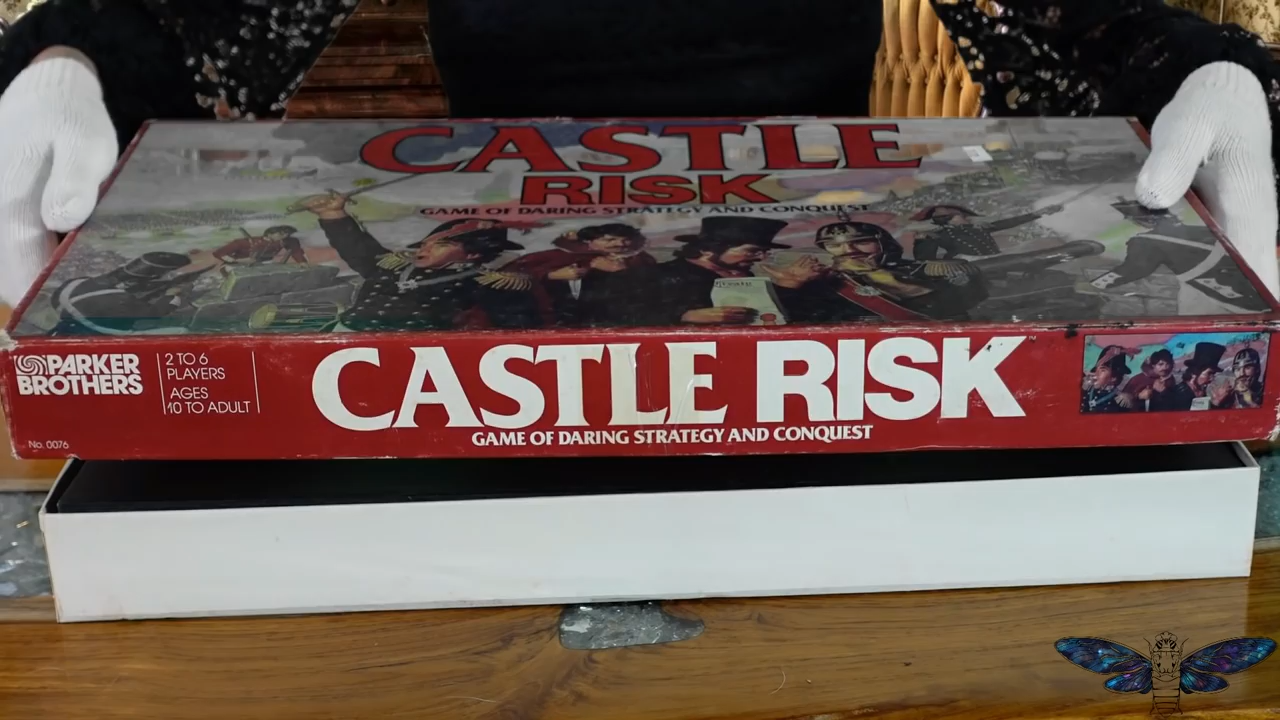 CASTLE
RISK
GAME OF DARING STRATEGY AND CONQUEST
PARKER
BROTHERS
2 TO 6
PLAYERS
AGES
10 TO ADULT
CASTLE RISK™
GAME OF DARING STRATEGY AND CONQUEST
No. 0076